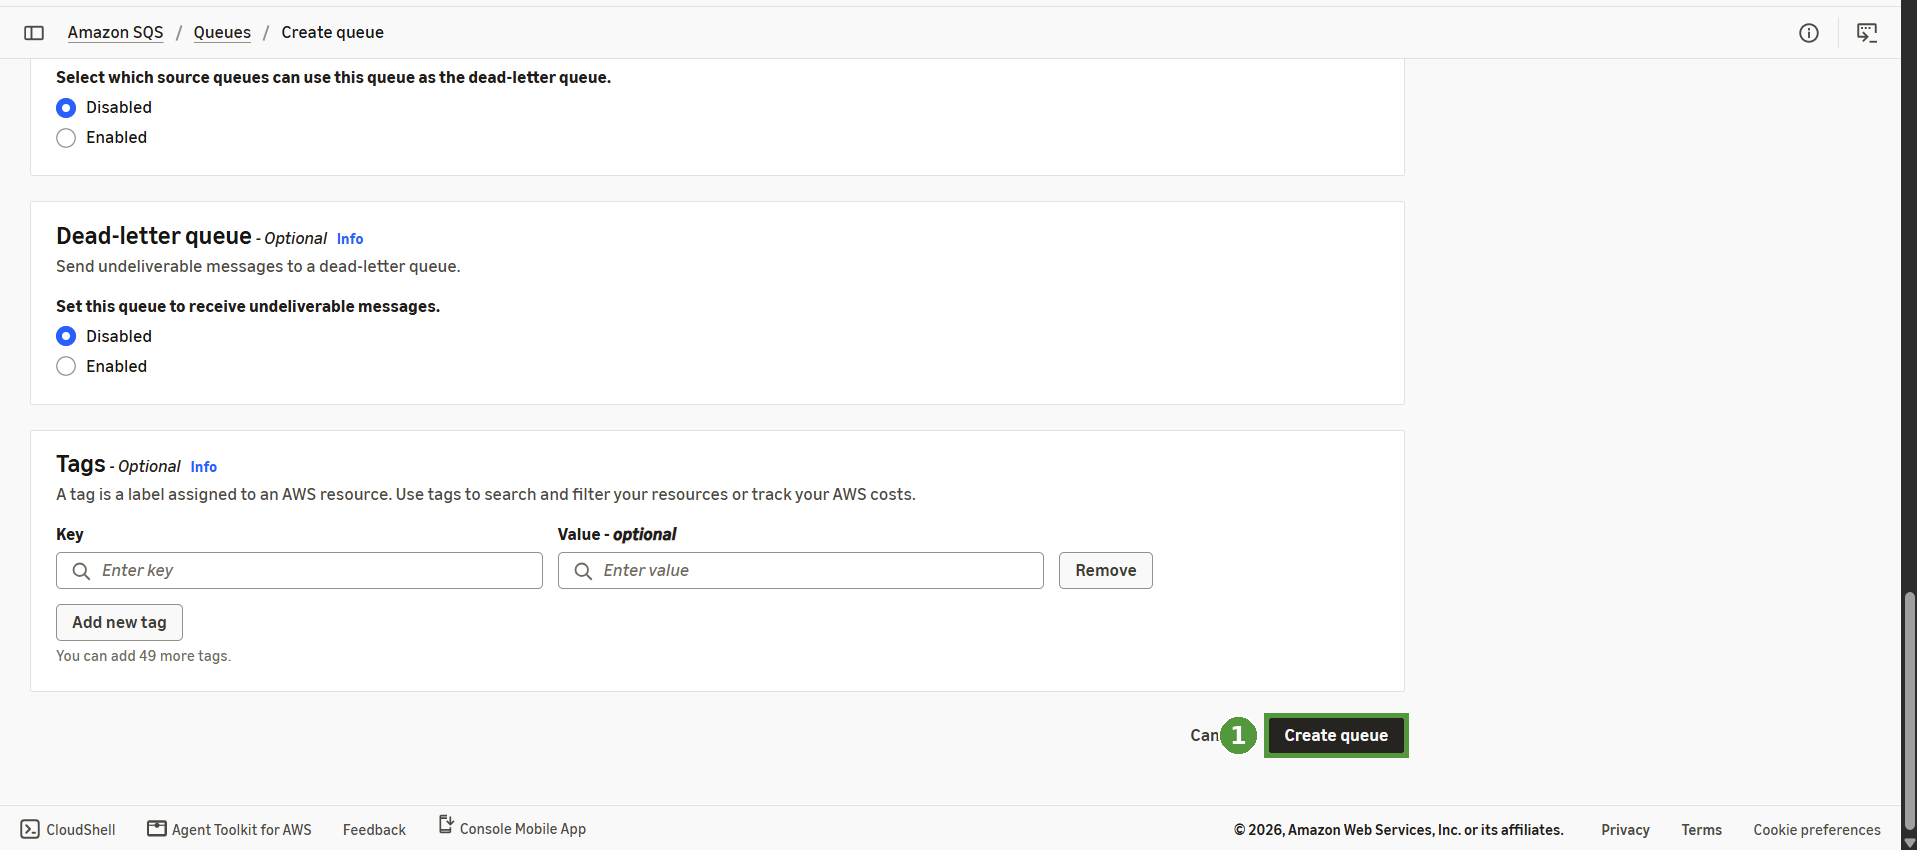 Amazon SQS / Queues / Create queue
Select which source queues can use this queue as the dead-letter queue.
Disabled
Enabled
Dead-letter queue - Optional Info
Send undeliverable messages to a dead-letter queue.
Set this queue to receive undeliverable messages.
Disabled
Enabled
Tags - Optional Info
A tag is a label assigned to an AWS resource. Use tags to search and filter your resources or track your AWS costs.
Key Value - optional
Enter key Enter value Remove
Add new tag
You can add 49 more tags.
Can 1 Create queue
CloudShell Agent Toolkit for AWS Feedback Console Mobile App © 2026, Amazon Web Services, Inc. or its affiliates. Privacy Terms Cookie preferences